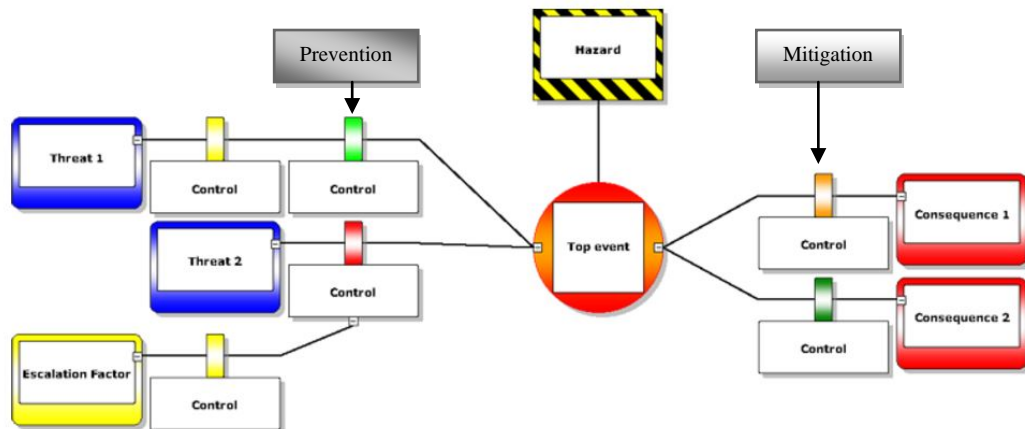 Prevention
Hazard
Mitigation
Threat 1
Control
Control
Consequence 1
Control
Threat 2
Control
Top event
Consequence 2
Control
Escalation Factor
Control